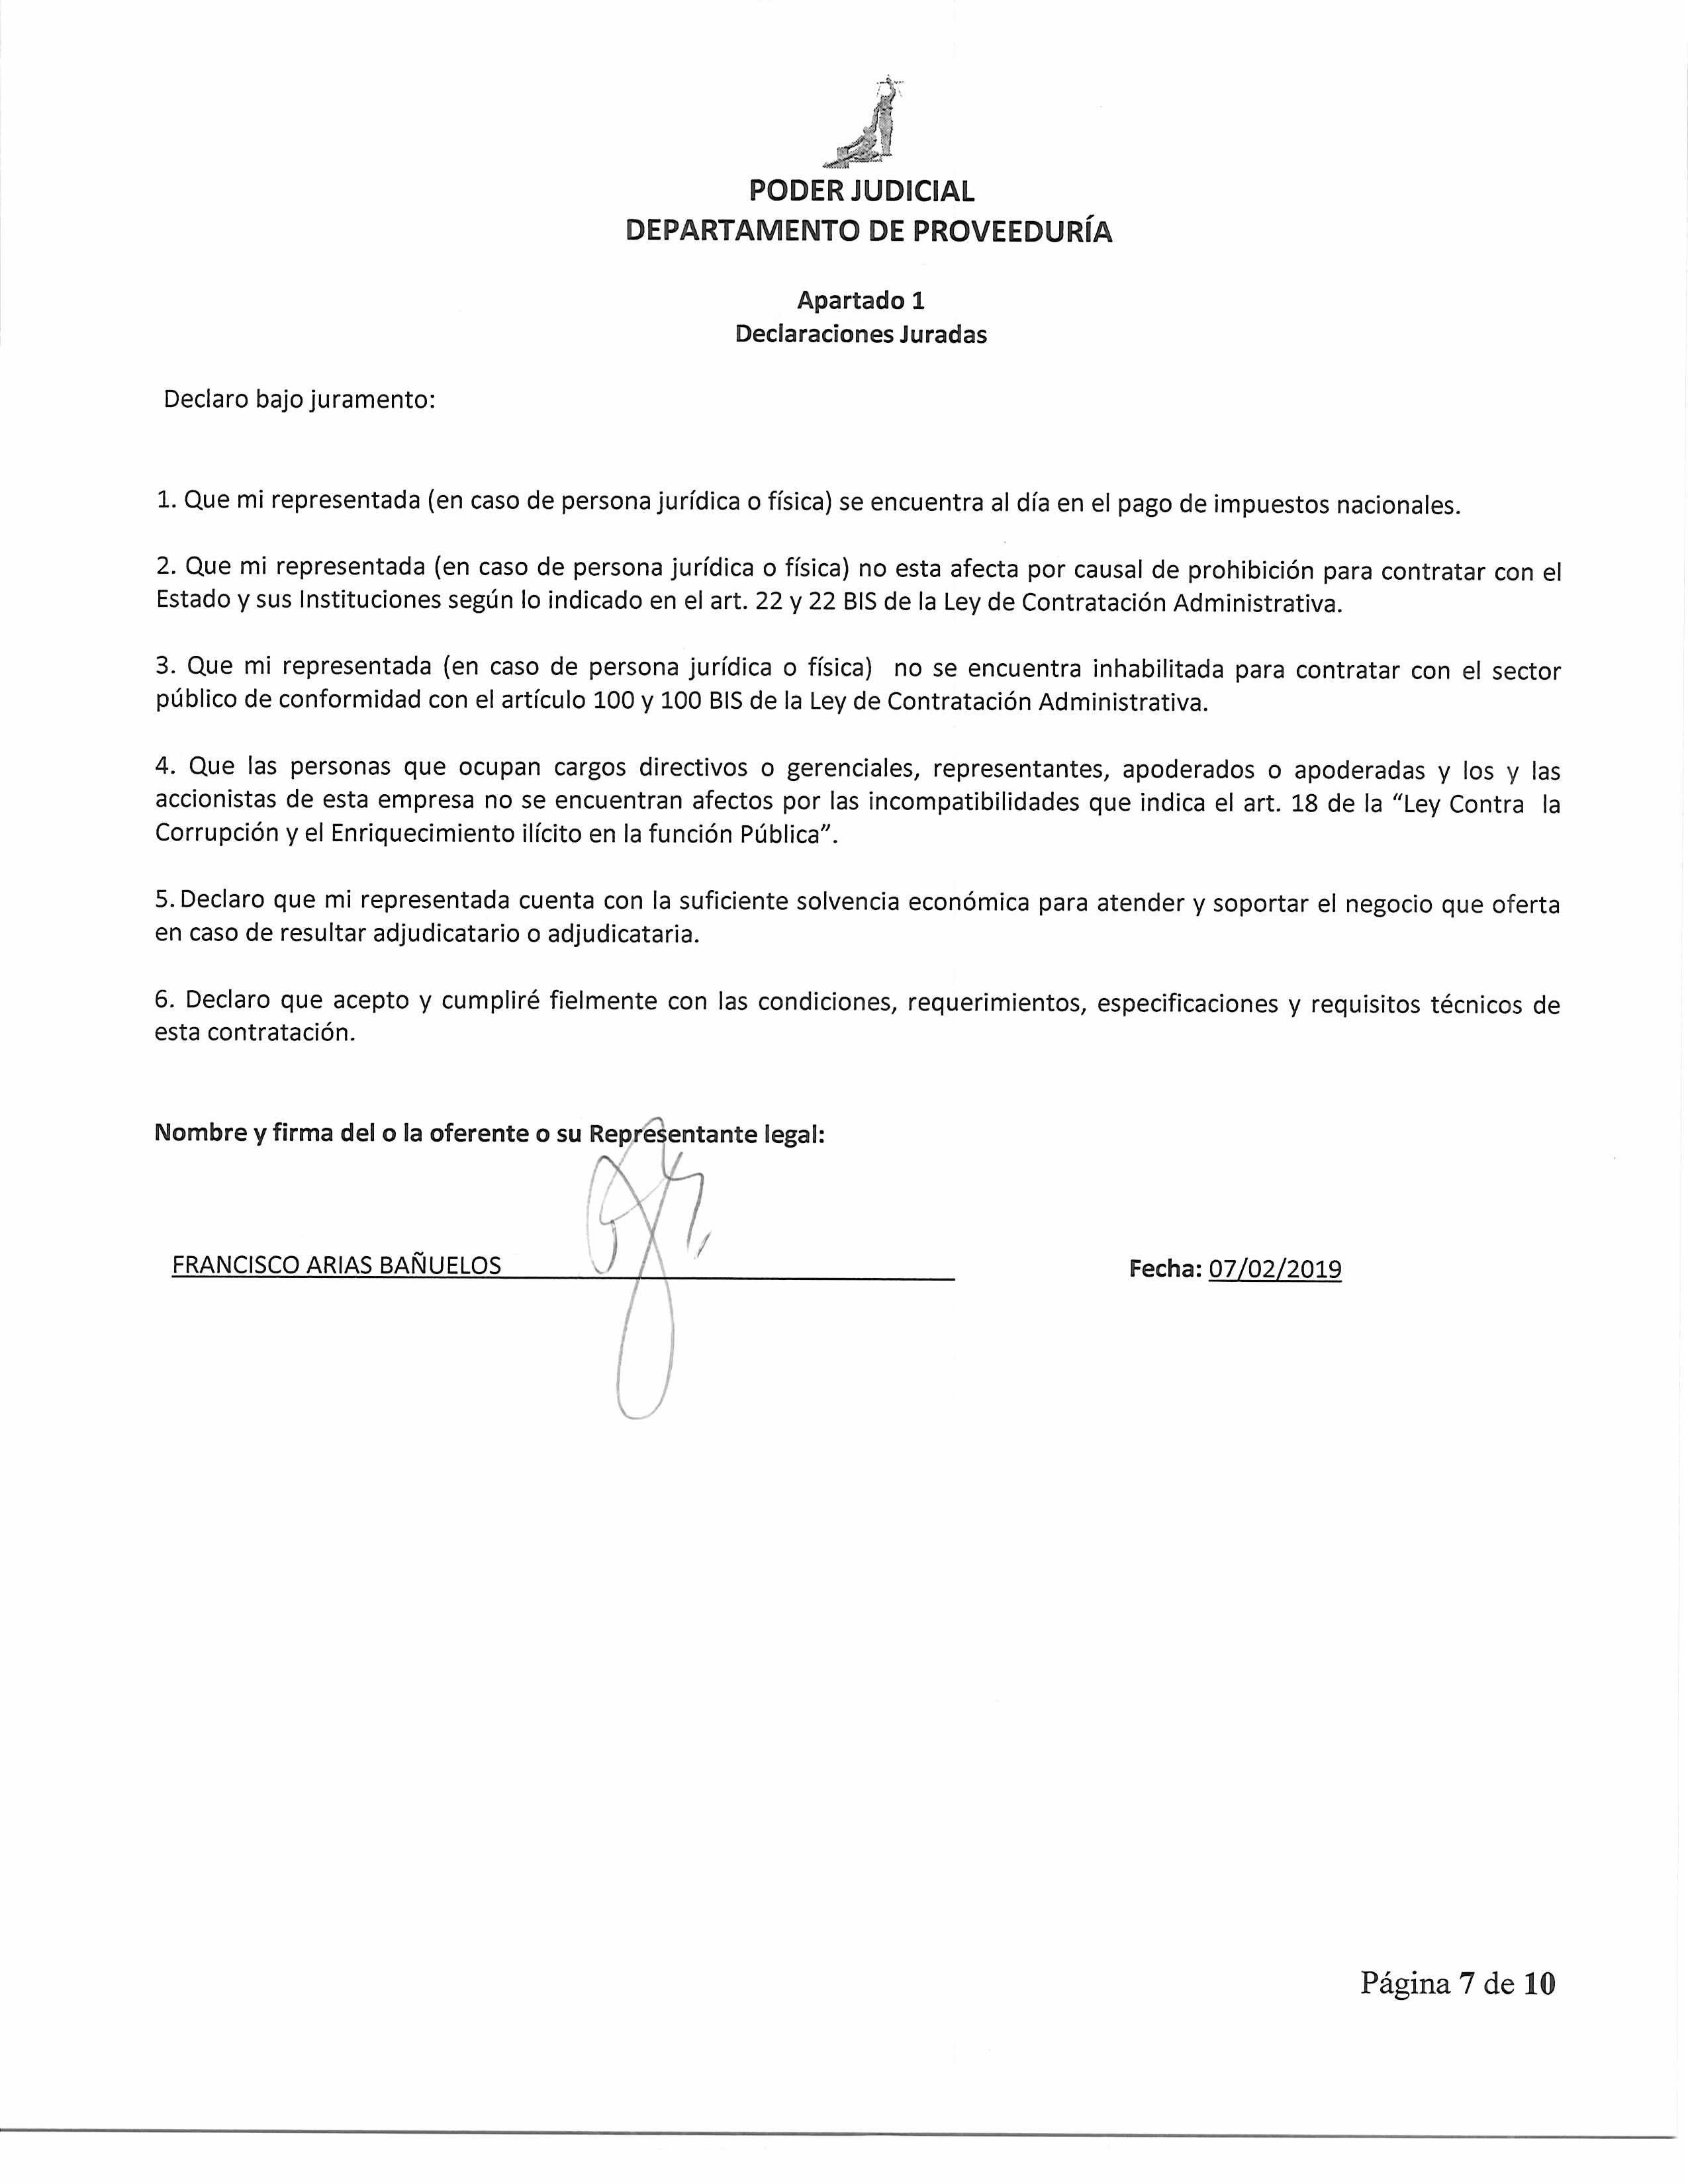 PODER JUDICIAL
DEPARTAMENTO DE PROVEEDURÍA
Apartado 1
Declaraciones Juradas
Declaro bajo juramento:
1. Que mi representada (en caso de persona jurídica o física) se encuentra al día en el pago de impuestos nacionales.
2. Que mi representada (en caso de persona jurídica o física) no esta afecta por causal de prohibición para contratar con el
Estado y sus Instituciones según lo indicado en el art. 22 y 22 BIS de la Ley de Contratación Administrativa.
3. Que mi representada (en caso de persona jurídica o física) no se encuentra inhabilitada para contratar con el sector
público de conformidad con el artículo 100 y 100 BIS de la Ley de Contratación Administrativa.
4. Que las personas que ocupan cargos directivos o gerenciales, representantes, apoderados o apoderadas y los y las
accionistas de esta empresa no se encuentran afectos por las incompatibilidades que indica el art. 18 de la “Ley Contra la
Corrupción y el Enriquecimiento ilícito en la función Pública”.
5. Declaro que mi representada cuenta con la suficiente solvencia económica para atender y soportar el negocio que oferta
en caso de resultar adjudicatario o adjudicataria.
6. Declaro que acepto y cumpliré fielmente con las condiciones, requerimientos, especificaciones y requisitos técnicos de
esta contratación.
Nombre y firma del o la oferente o su Representante legal:
FRANCISCO ARIAS BAÑUELOS Fecha: 07/02/2019
Página 7 de 10